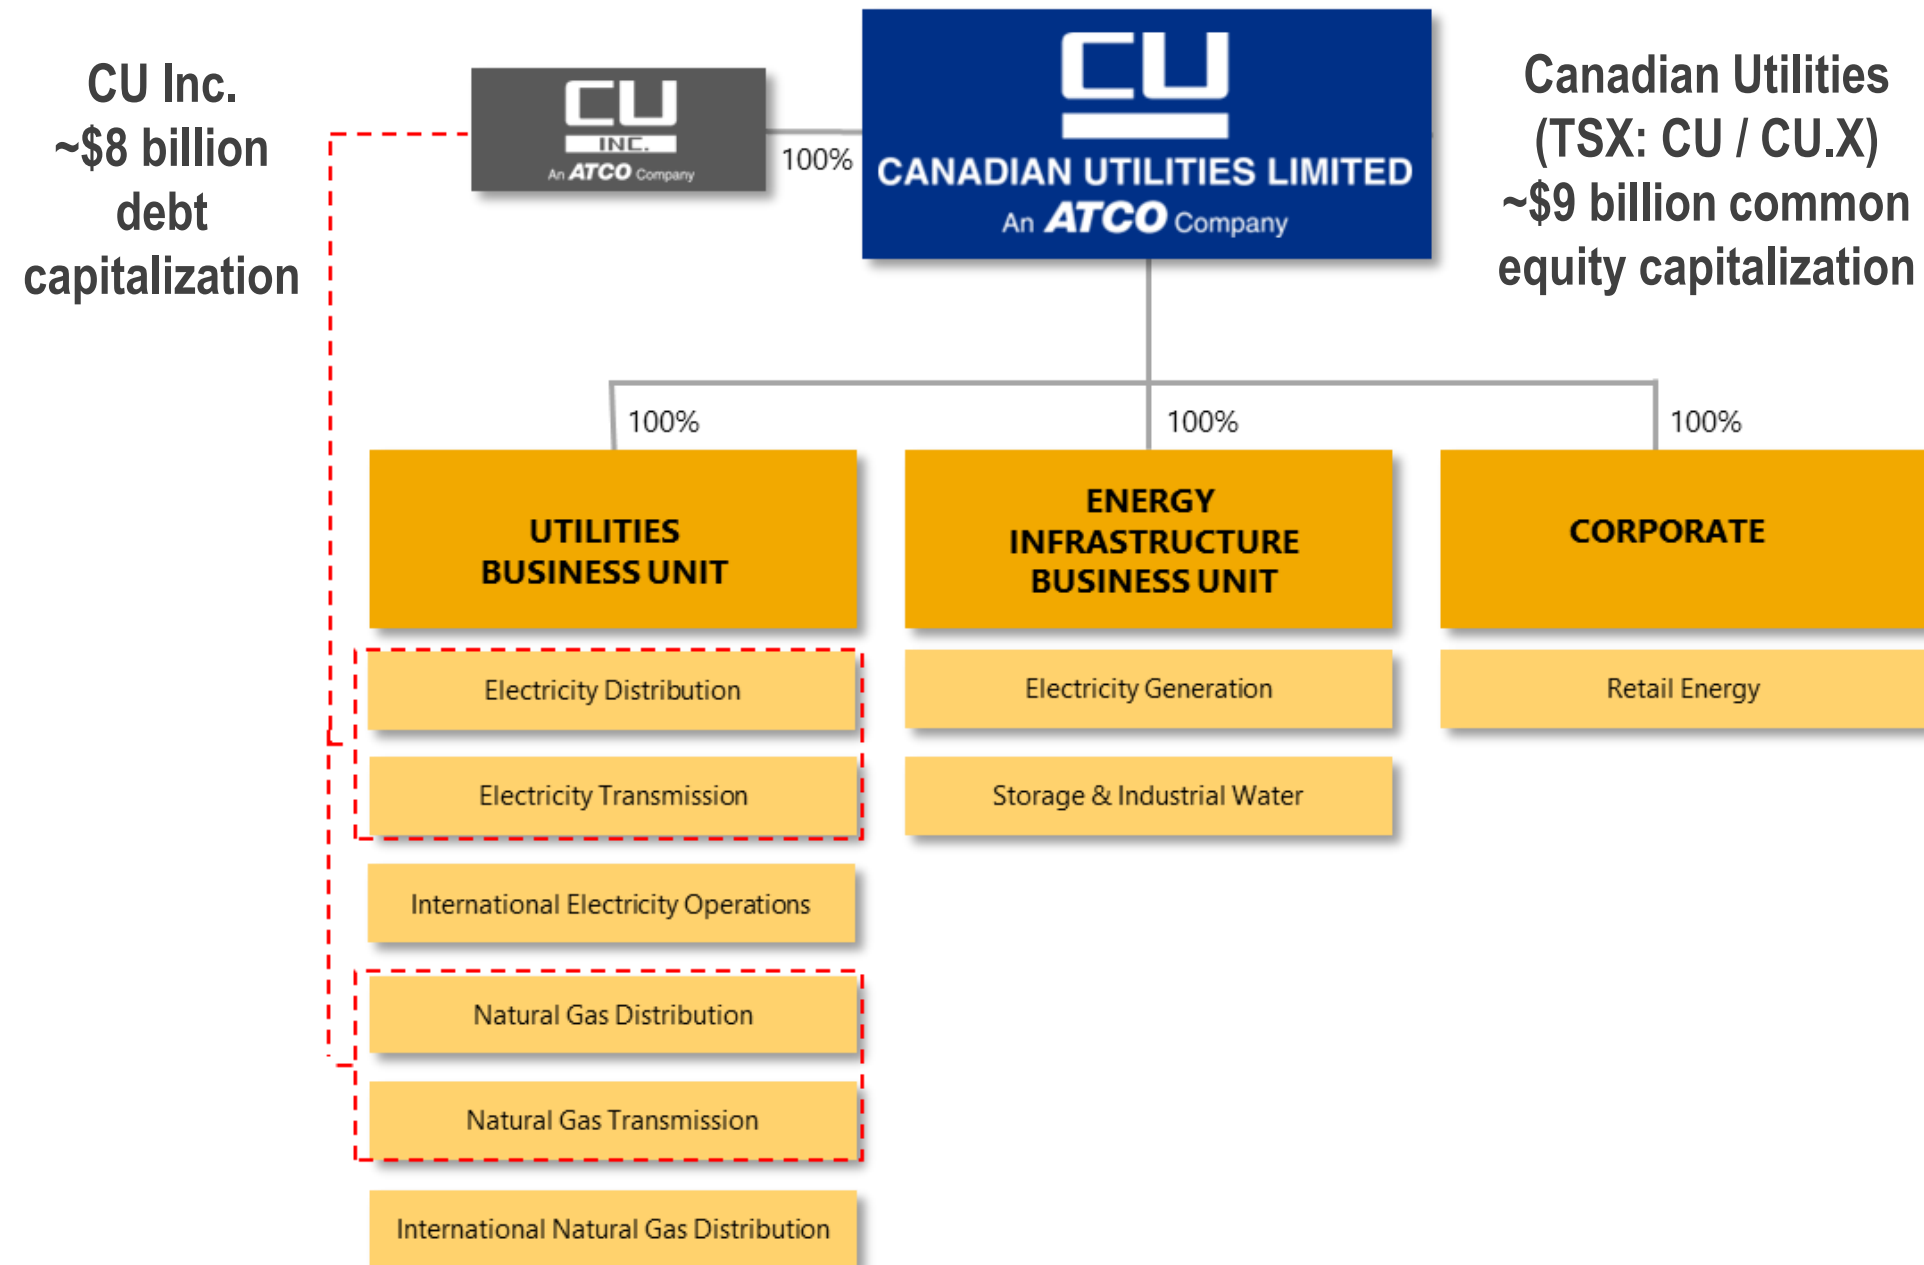 CU Inc.
~$8 billion
debt
capitalization
CU
INC.
An ATCO Company
100%
CU
CANADIAN UTILITIES LIMITED
An ATCO Company
Canadian Utilities
(TSX: CU / CU.X)
~$9 billion common
equity capitalization
100%
100%
100%
UTILITIES
BUSINESS UNIT
ENERGY
INFRASTRUCTURE
BUSINESS UNIT
CORPORATE
Electricity Distribution
Electricity Generation
Retail Energy
Electricity Transmission
Storage & Industrial Water
International Electricity Operations
Natural Gas Distribution
Natural Gas Transmission
International Natural Gas Distribution